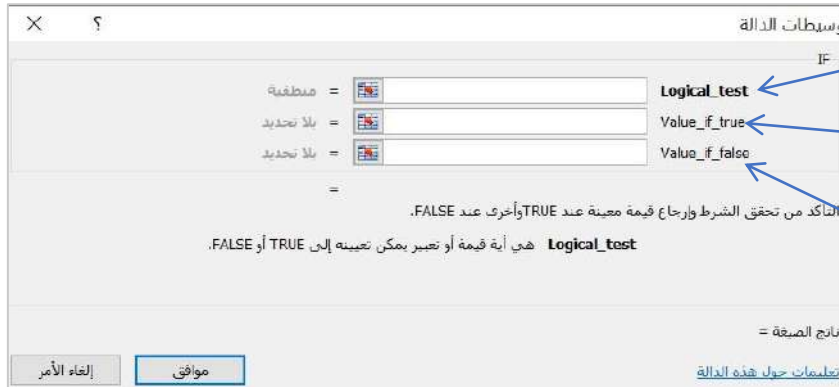 وسيطات الدالة ؟ ×
IF
Logical_test = منطقية
Value_if_true = بلا تحديد
Value_if_false = بلا تحديد
=
التأكد من تحقق الشرط وإرجاع قيمة معينة عند TRUE وأخرى عند FALSE.
Logical_test هي أية قيمة أو تعبير يمكن تعيينه إلى TRUE أو FALSE.
ناتج الصيغة =
تعليمات حول هذه الدالة
موافق
إلغاء الأمر